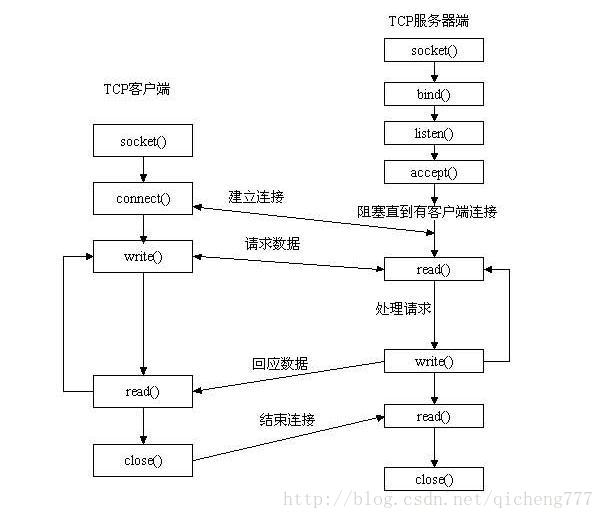 TCP服务器端
socket()
bind()
TCP客户端
listen()
socket()
accept()
connect()
建立连接
阻塞直到有客户端连接
请求数据
write()
read()
处理请求
回应数据
write()
read()
结束连接
read()
close()
close()
http://blog.csdn.net/qicheng777